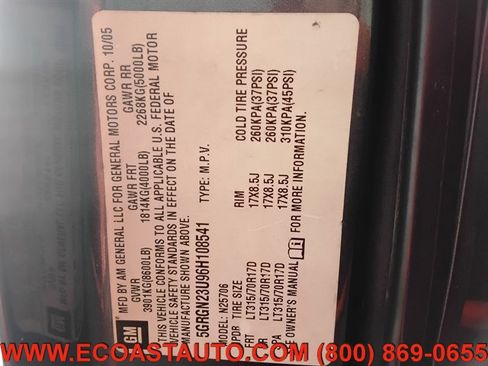 GM
MFD BY AM GENERAL LLC FOR GENERAL MOTORS CORP. 10/05
GVWR GAWR FRT GAWR RR
3901KG(8600LB) 1814KG(4000LB) 2268KG(5000LB)
THIS VEHICLE CONFORMS TO ALL APPLICABLE U.S. FEDERAL MOTOR
VEHICLE SAFETY STANDARDS IN EFFECT ON THE DATE OF
MANUFACTURE SHOWN ABOVE.
5GRGN23U96H108541 TYPE: M.P.V.
MODEL: N26706
TIRE SIZE RIM COLD TIRE PRESSURE
FRT LT315/70R17D 17X8.5J 260KPA(37PSI)
LT315/70R17D 17X8.5J 260KPA(37PSI)
LT315/70R17D 17X8.5J 310KPA(45PSI)
OWNER'S MANUAL FOR MORE INFORMATION.
WWW.ECOASTAUTO.COM (800) 869-0655